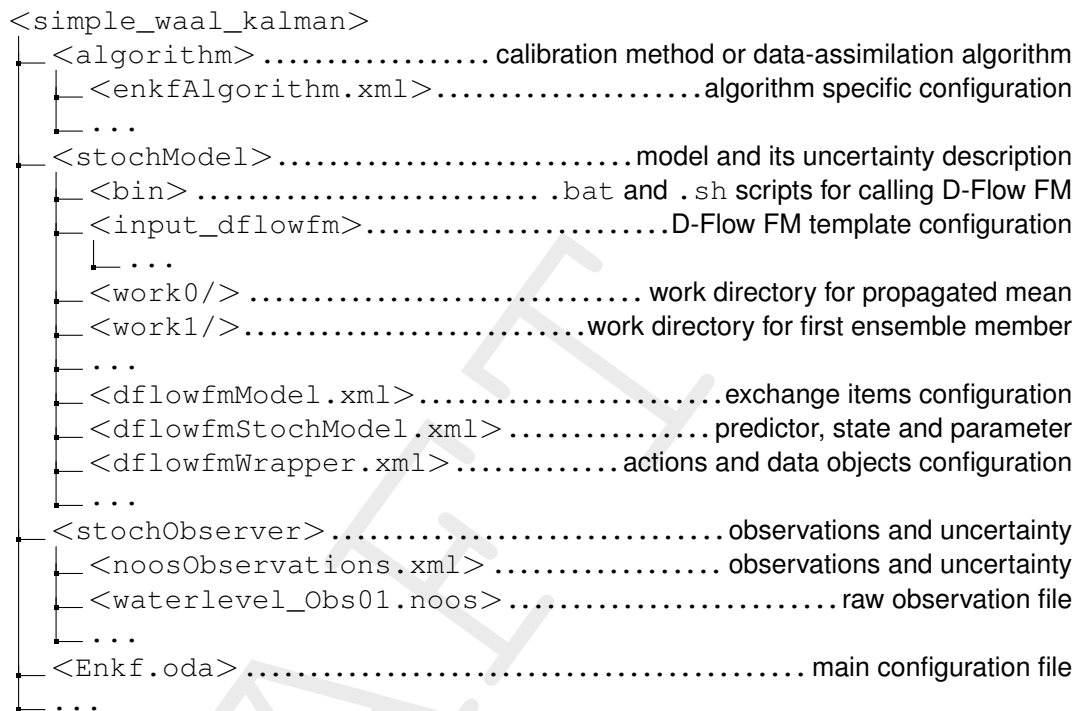 <simple_waal_kalman>
<algorithm> .................. calibration method or data-assimilation algorithm
<enkfAlgorithm.xml>.....................algorithm specific configuration
...
<stochModel>............................model and its uncertainty description
<bin> ........................ .bat and .sh scripts for calling D-Flow FM
<input_dflowfm>........................D-Flow FM template configuration
...
<work0/> ............................... work directory for propagated mean
<work1/>...........................work directory for first ensemble member
...
<dflowfmModel.xml>........................exchange items configuration
<dflowfmStochModel.xml>................predictor, state and parameter
<dflowfmWrapper.xml>.............actions and data objects configuration
...
<stochObserver>................................observations and uncertainty
<noosObservations.xml> .................. observations and uncertainty
<waterlevel_Obs01.noos>..........................raw observation file
...
<Enkf.oda> ............................................ main configuration file
...